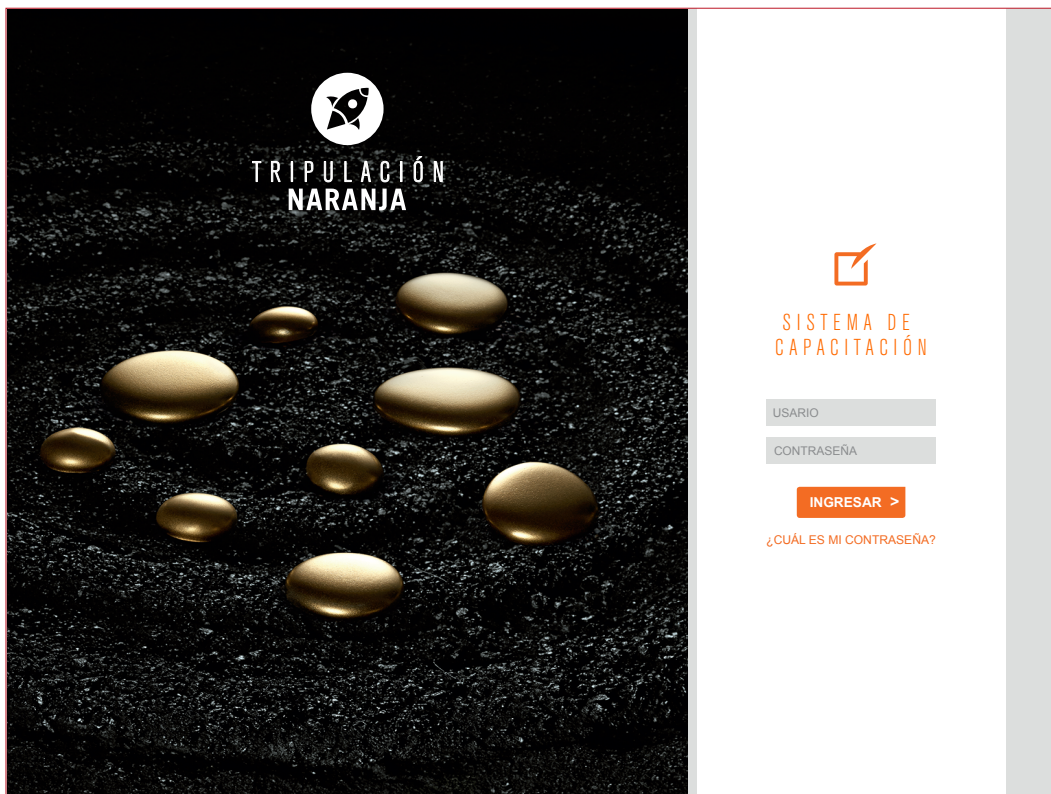 TRIPULACIÓN
NARANJA
SISTEMA DE
CAPACITACIÓN
USARIO
CONTRASEÑA
INGRESAR >
¿CUÁL ES MI CONTRASEÑA?